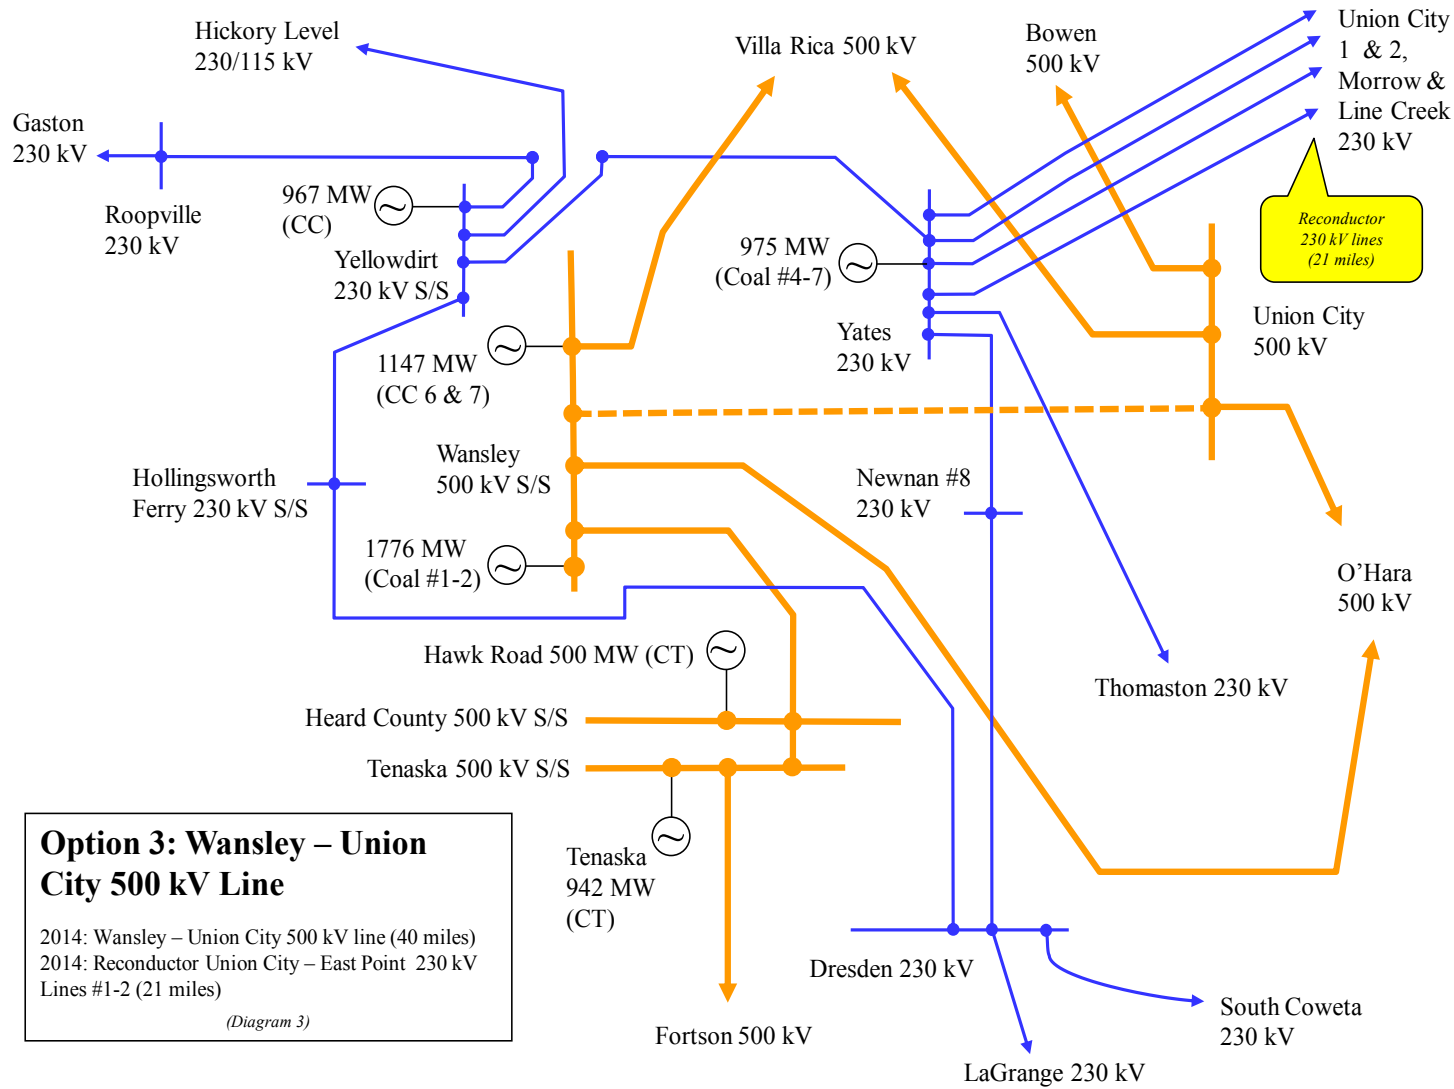 Hickory Level
230/115 kV
Villa Rica 500 kV
Bowen
500 kV
Union City
1 & 2,
Morrow &
Line Creek
230 kV
Gaston
230 kV
Roopville
230 kV
967 MW
(CC)
Yellowdirt
230 kV S/S
975 MW
(Coal #4-7)
Yates
230 kV
Reconductor
230 kV lines
(21 miles)
Union City
500 kV
1147 MW
(CC 6 & 7)
Wansley
500 kV S/S
Hollingsworth
Ferry 230 kV S/S
Newnan #8
230 kV
1776 MW
(Coal #1-2)
O’Hara
500 kV
Hawk Road 500 MW (CT)
Thomaston 230 kV
Heard County 500 kV S/S
Tenaska 500 kV S/S
Tenaska
942 MW
(CT)
Option 3: Wansley – Union
City 500 kV Line
2014: Wansley – Union City 500 kV line (40 miles)
2014: Reconductor Union City – East Point 230 kV
Lines #1-2 (21 miles)
(Diagram 3)
Dresden 230 kV
South Coweta
230 kV
Fortson 500 kV
LaGrange 230 kV